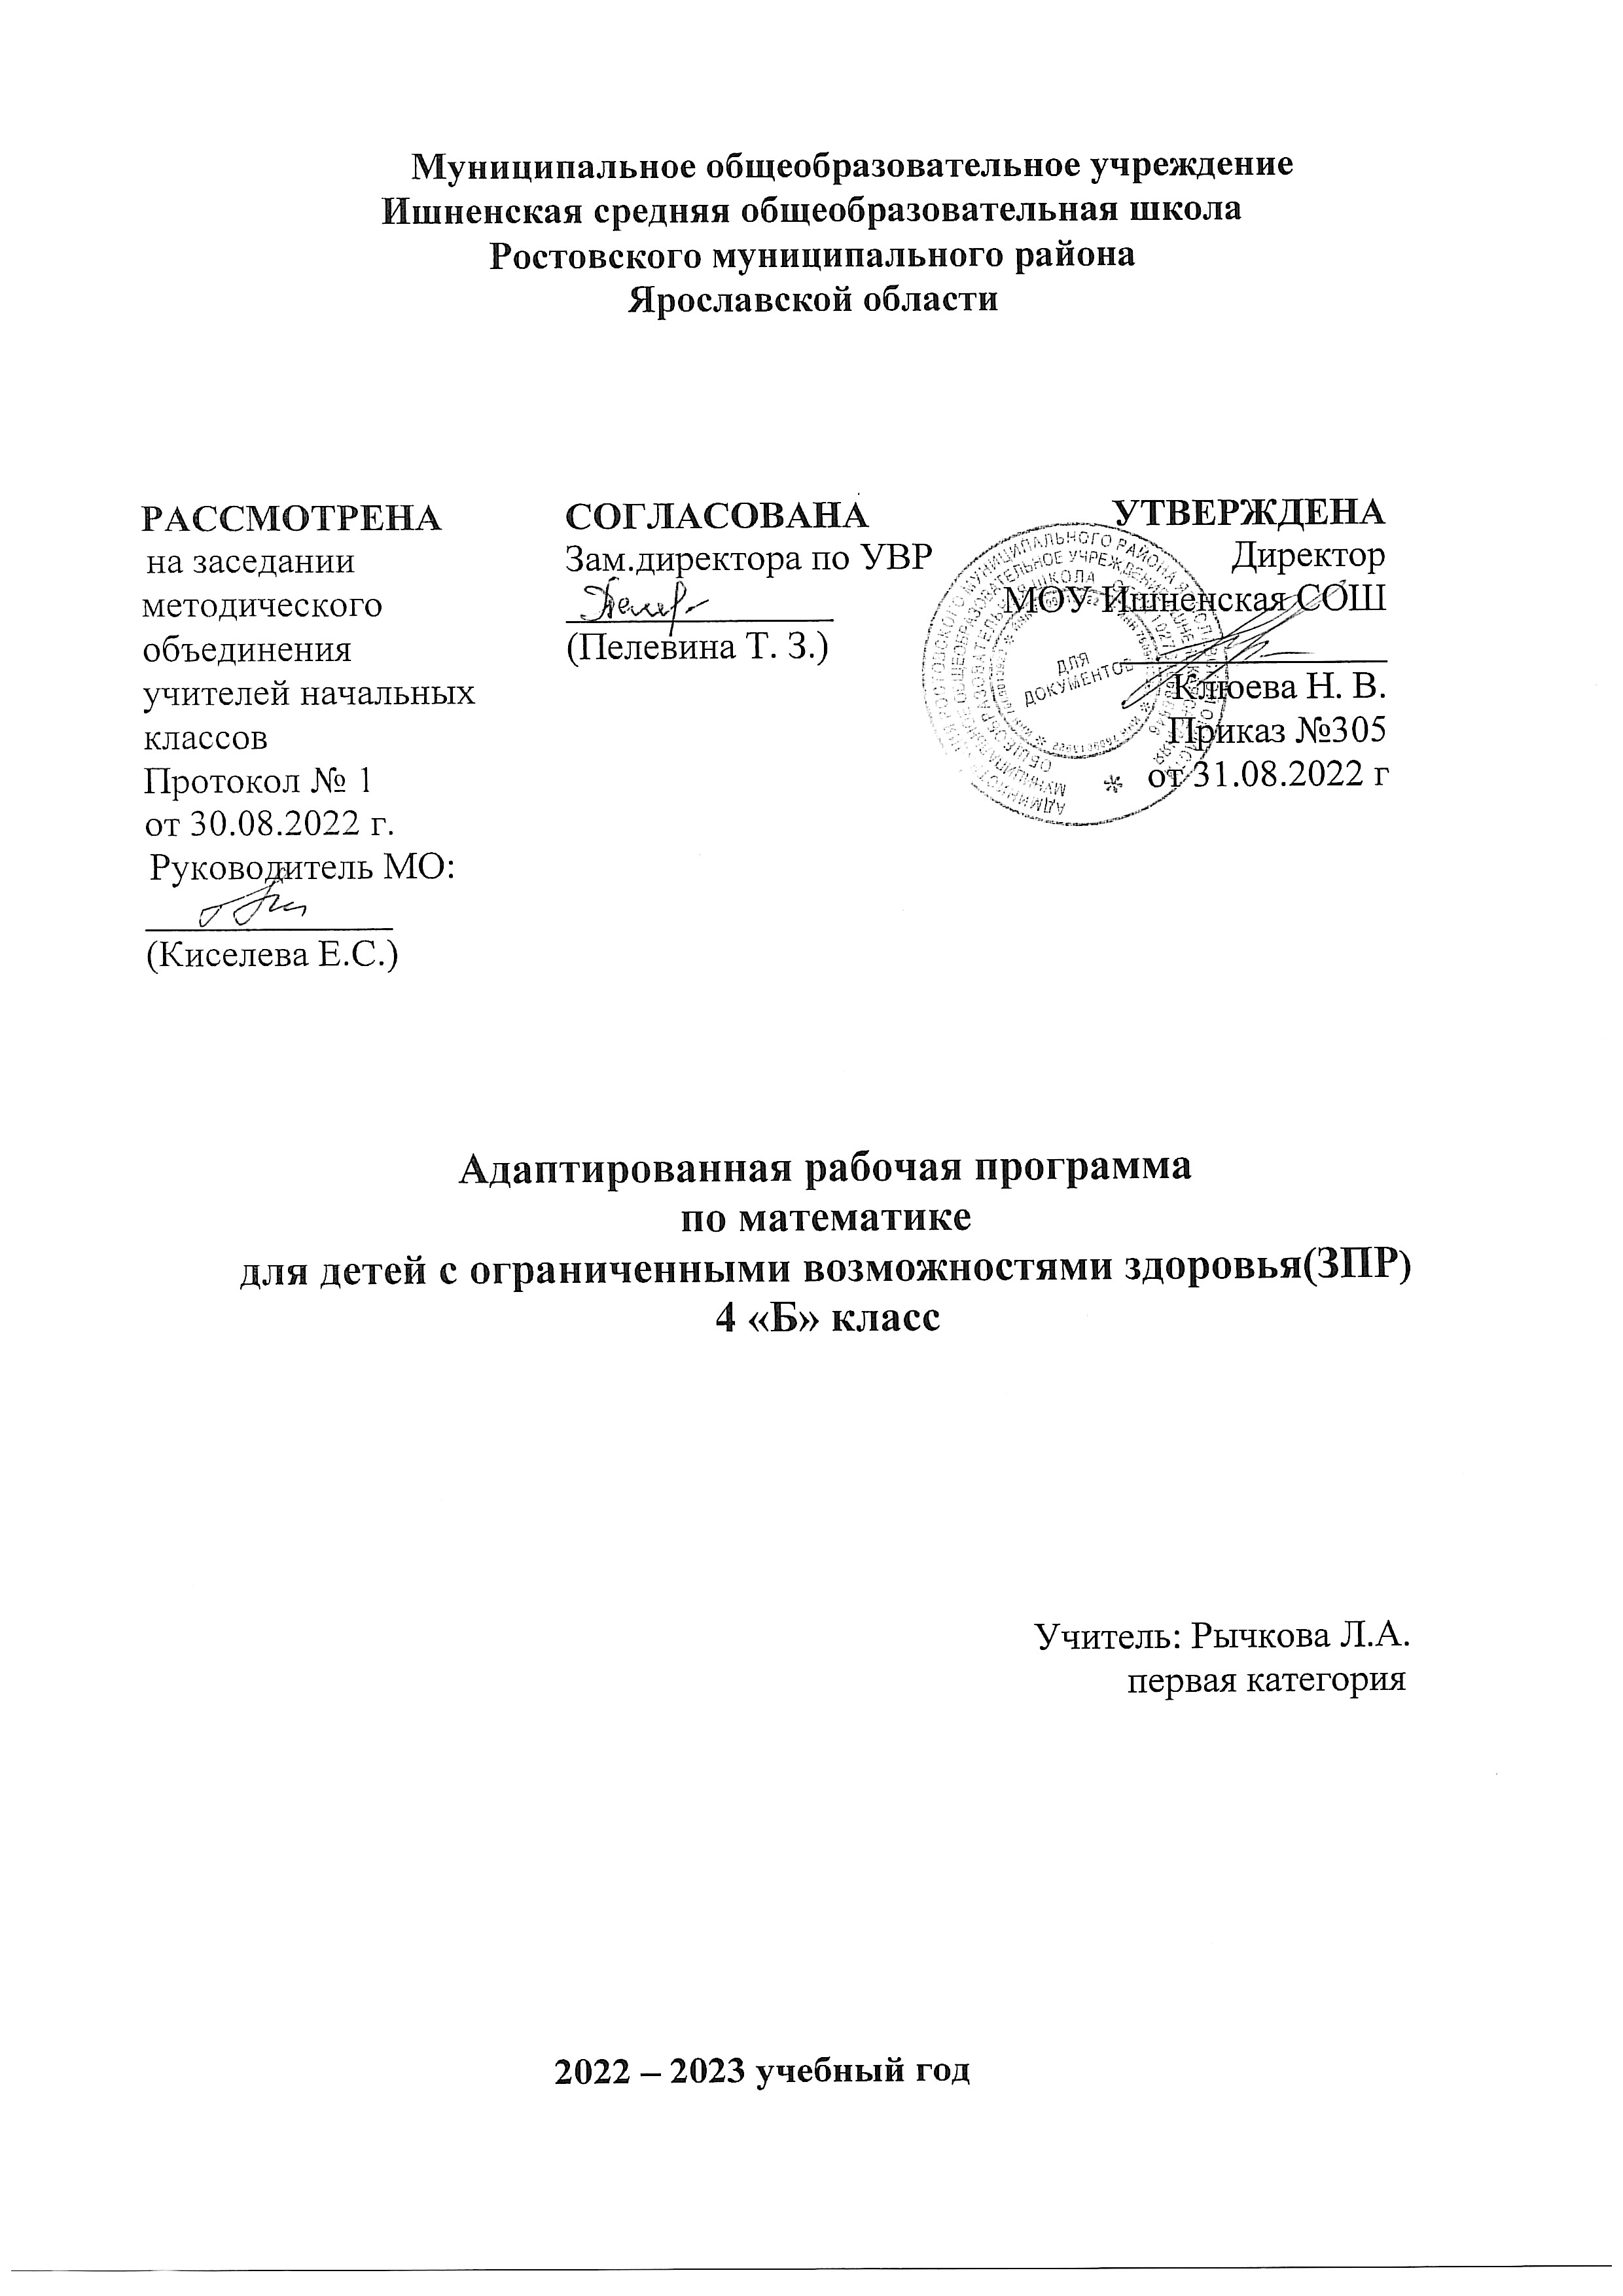 Муниципальное общеобразовательное учреждение
Ишненская средняя общеобразовательная школа
Ростовского муниципального района
Ярославской области
РАССМОТРЕНА
на заседании
методического
объединения
учителей начальных
классов
Протокол № 1
от 30.08.2022 г.
Руководитель МО:
(Киселева Е.С.)
СОГЛАСОВАНА
Зам.директора по УВР
(Пелевина Т. З.)
УТВЕРЖДЕНА
Директор
МОУ Ишненская СОШ
Клюева Н. В.
Приказ №305
от 31.08.2022 г
ДЛЯ
ДОКУМЕНТОВ
Адаптированная рабочая программа
по математике
для детей с ограниченными возможностями здоровья(ЗПР)
4 «Б» класс
Учитель: Рычкова Л.А.
первая категория
2022 – 2023 учебный год